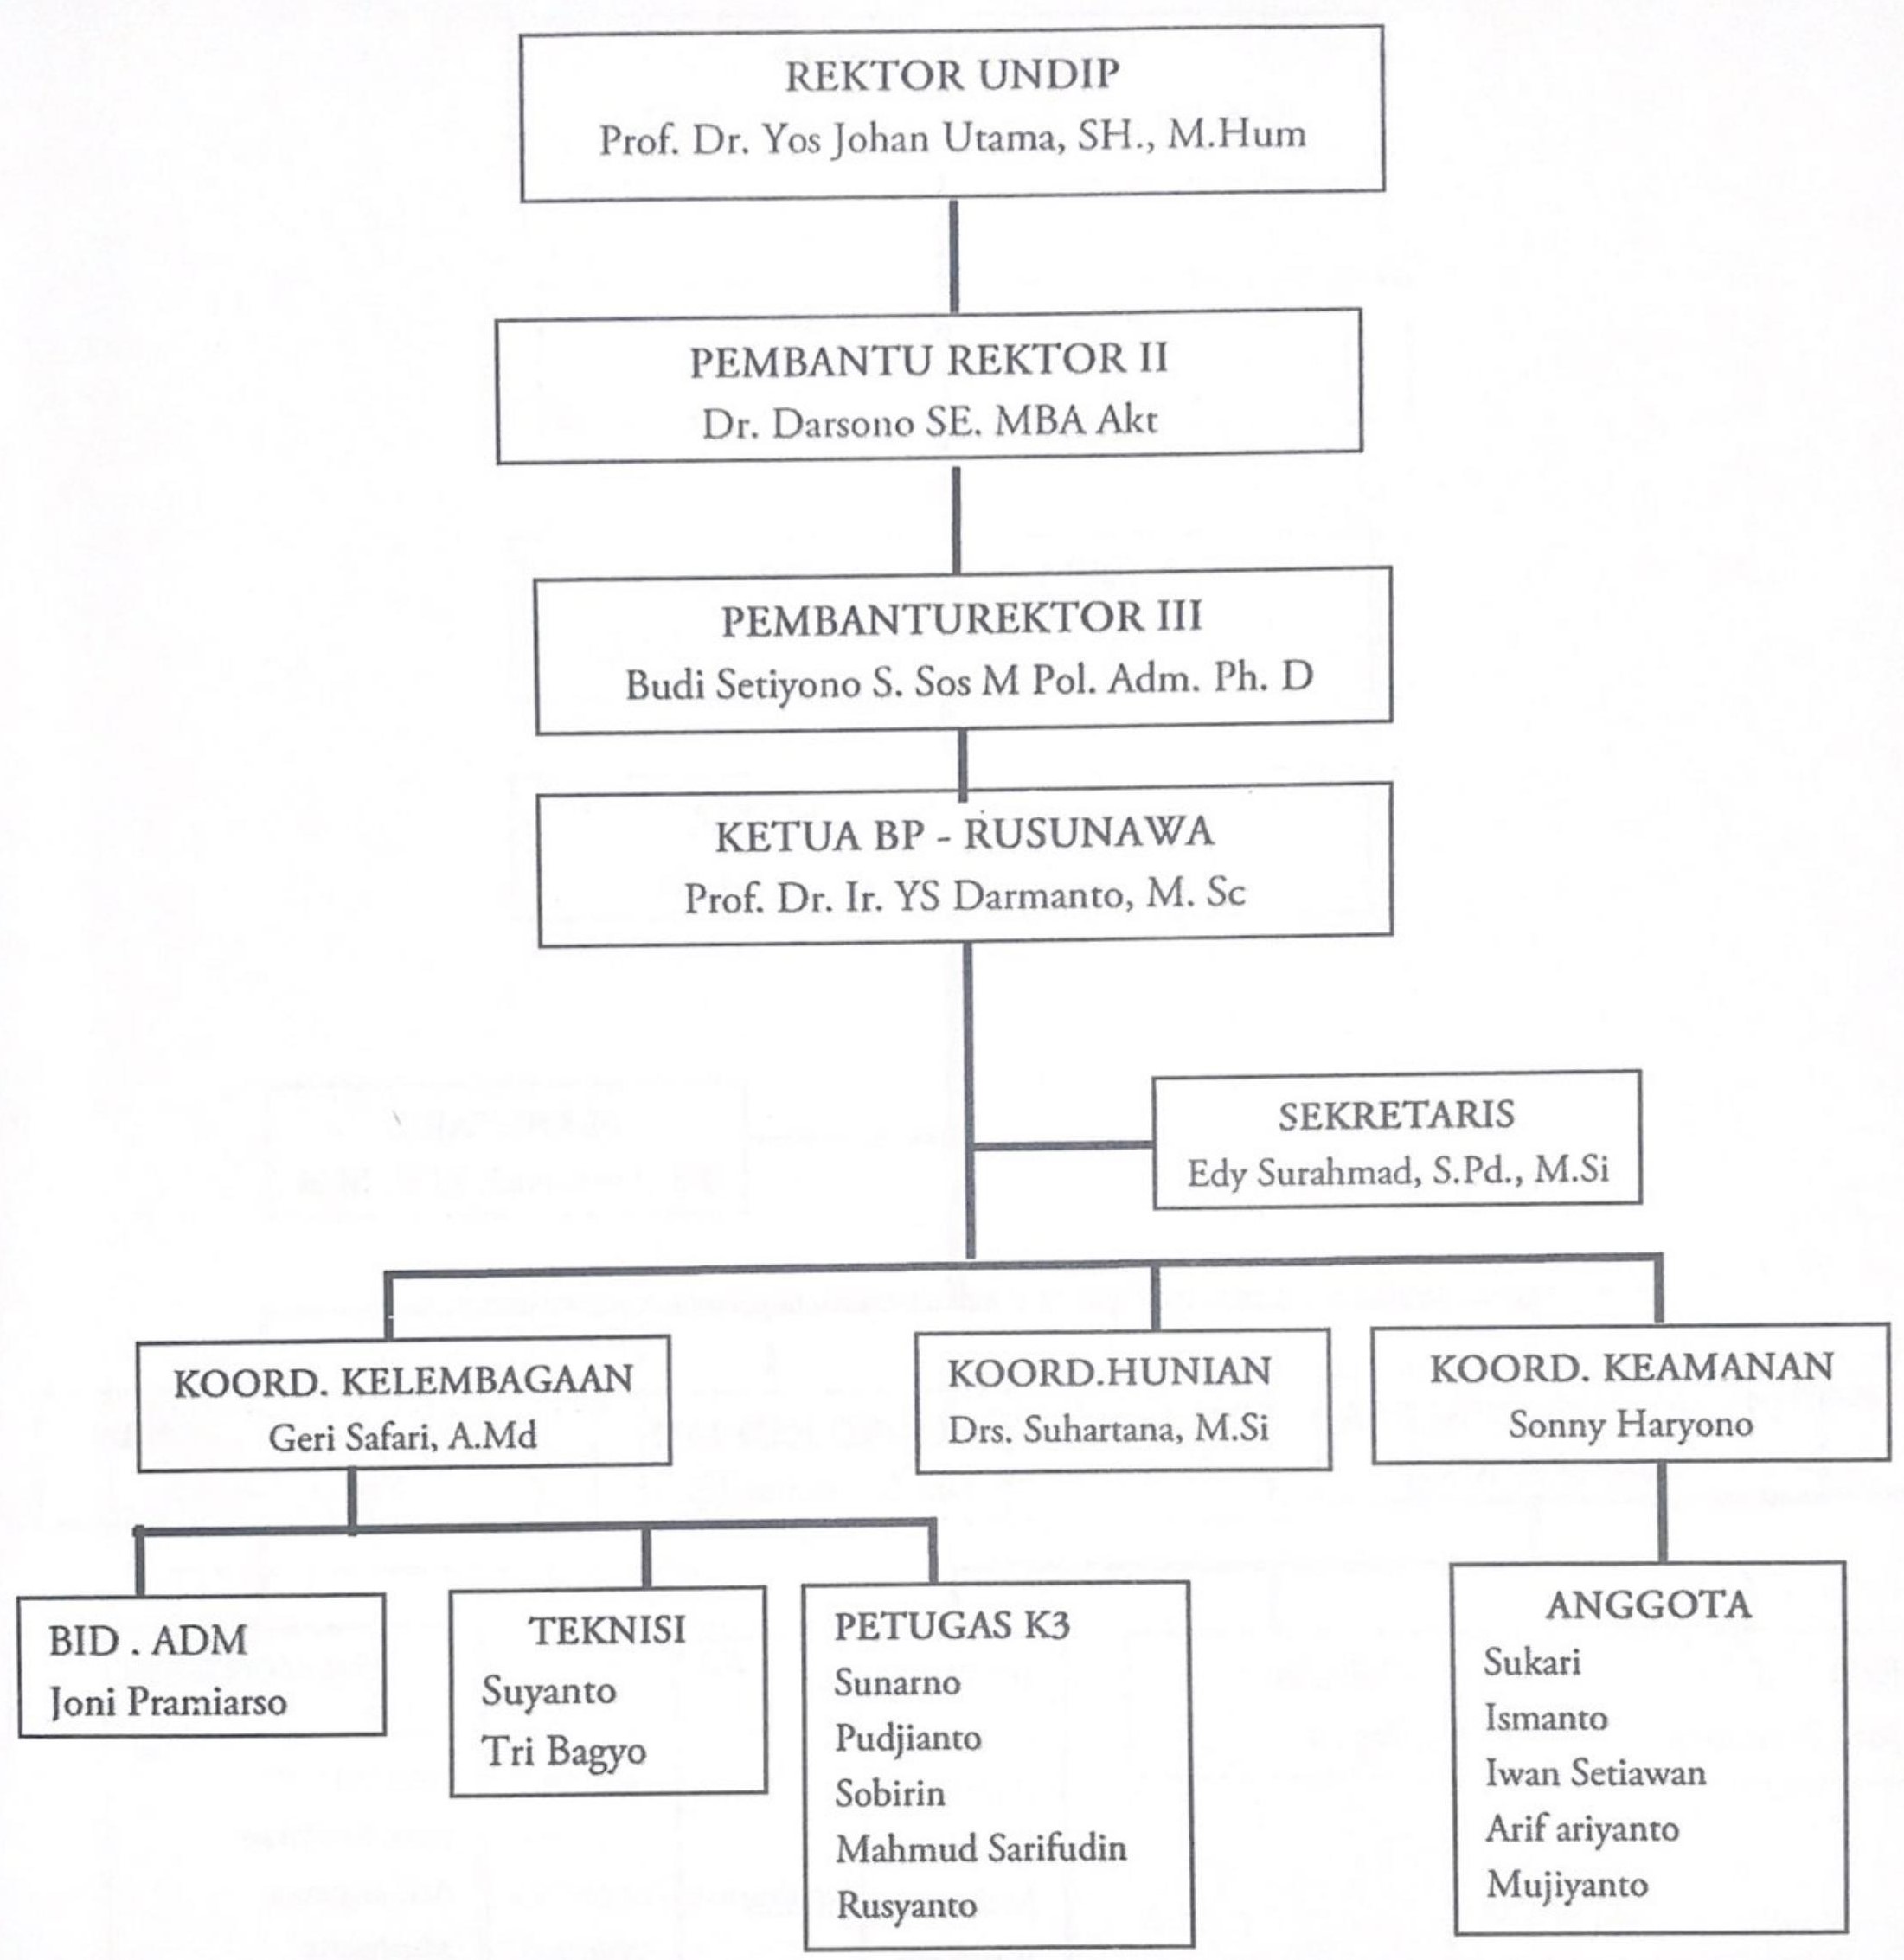 REKTOR UNDIP
Prof. Dr. Yos Johan Utama, SH., M.Hum
PEMBANTU REKTOR II
Dr. Darsono SE. MBA Akt
PEMBANTUREKTOR III
Budi Setiyono S. Sos M Pol. Adm. Ph. D
KETUA BP - RUSUNAWA
Prof. Dr. Ir. YS Darmanto, M. Sc
SEKRETARIS
Edy Surahmad, S.Pd., M.Si
KOORD. KELEMBAGAAN
Geri Safari, A.Md
KOORD.HUNIAN
Drs. Suhartana, M.Si
KOORD. KEAMANAN
Sonny Haryono
BID . ADM
Joni Pramiarso
TEKNISI
Suyanto
Tri Bagyo
PETUGAS K3
Sunarno
Pudjianto
Sobirin
Mahmud Sarifudin
Rusyanto
ANGGOTA
Sukari
Ismanto
Iwan Setiawan
Arif ariyanto
Mujiyanto